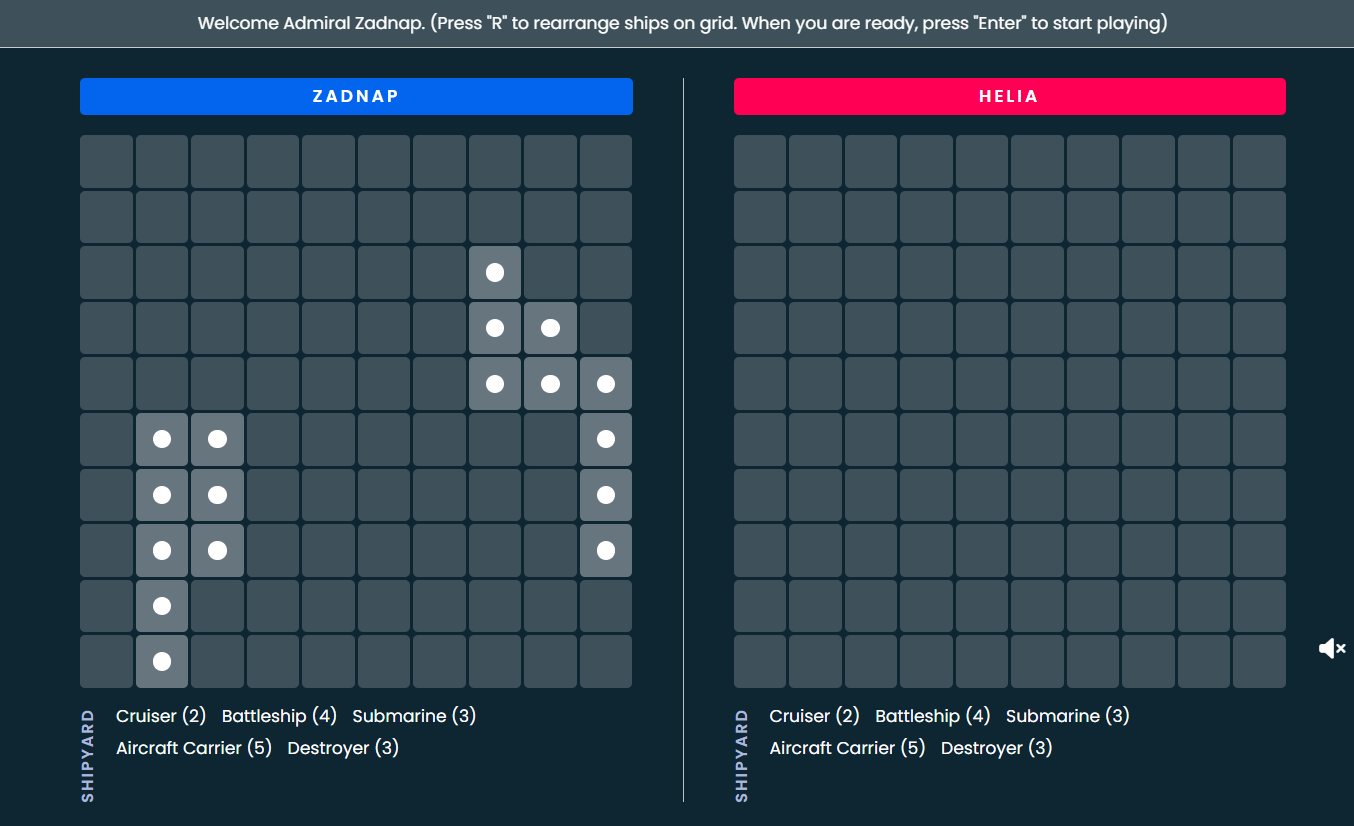 Welcome Admiral Zadnap. (Press "R" to rearrange ships on grid. When you are ready, press "Enter" to start playing)
ZADNAP
HELIA
SHIPYARD
Cruiser (2) Battleship (4) Submarine (3)
Aircraft Carrier (5) Destroyer (3)
SHIPYARD
Cruiser (2) Battleship (4) Submarine (3)
Aircraft Carrier (5) Destroyer (3)